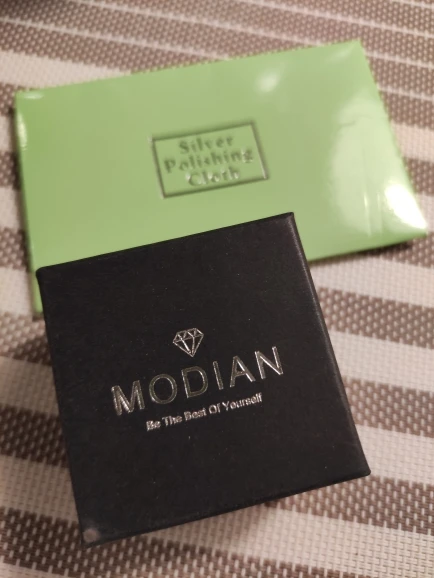 Silver
Polishing
Cloth
MODIAN
Be The Best Of Yourself